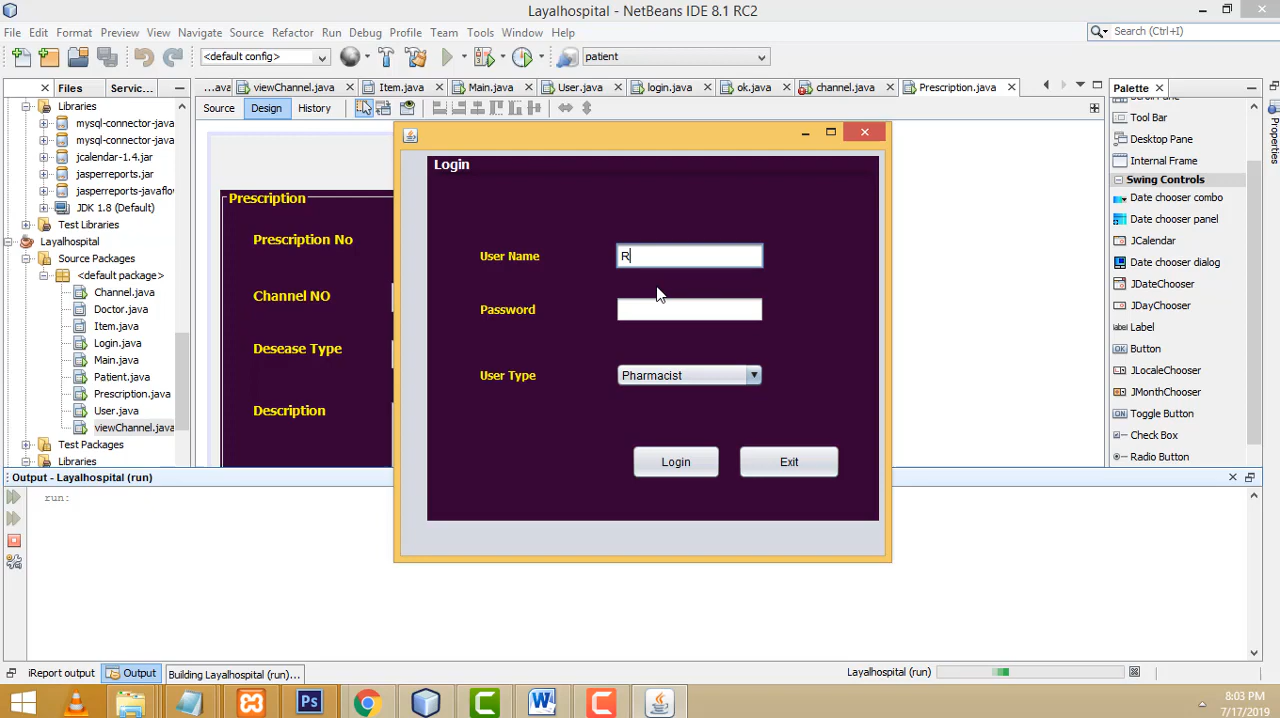 Layalhospital - NetBeans IDE 8.1 RC2
File Edit Format Preview View Navigate Source Refactor Run Debug Profile Team Tools Window Help
Search (Ctrl+I)
<default config> patient
Files Servic...
...ava viewChannel.java Item.java Main.java User.java login.java ok.java channel.java Prescription.java
Palette
Source Design History
Scroll Pane
Tool Bar
Desktop Pane
Internal Frame
Swing Controls
Date chooser combo
Date chooser panel
JCalendar
Date chooser dialog
JDateChooser
JDayChooser
Label
Button
JLocaleChooser
JMonthChooser
Toggle Button
Check Box
Radio Button
Properties
Libraries
mysql-connector-java
mysql-connector-java
jcalendar-1.4.jar
jasperreports.jar
jasperreports-javaflow
JDK 1.8 (Default)
Test Libraries
Layalhospital
Source Packages
<default package>
Channel.java
Doctor.java
Item.java
Login.java
Main.java
Patient.java
Prescription.java
User.java
viewChannel.java
Test Packages
Libraries
Prescription
Prescription No
Channel NO
Desease Type
Description
Login
User Name R
Password
User Type Pharmacist
Login Exit
Output - Layalhospital (run)
run:
iReport output Output Building Layalhospital (run)...
Layalhospital (run)
Ps
8:03 PM
7/17/2019